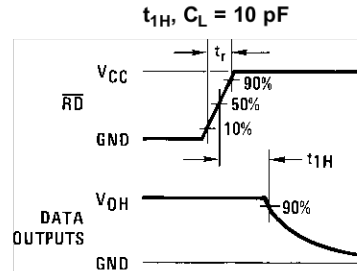 t1H, CL = 10 pF
tr
VCC
90%
RD
50%
10%
GND
t1H
VOH
90%
DATA
OUTPUTS
GND